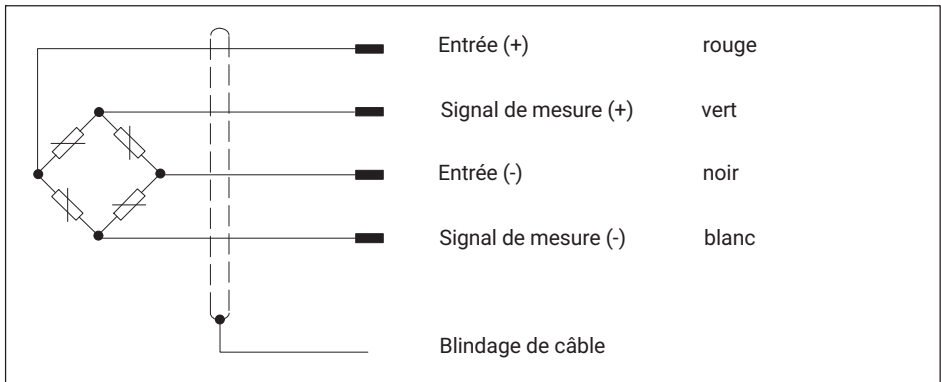 Entrée (+) rouge
Signal de mesure (+) vert
Entrée (-) noir
Signal de mesure (-) blanc
Blindage de câble